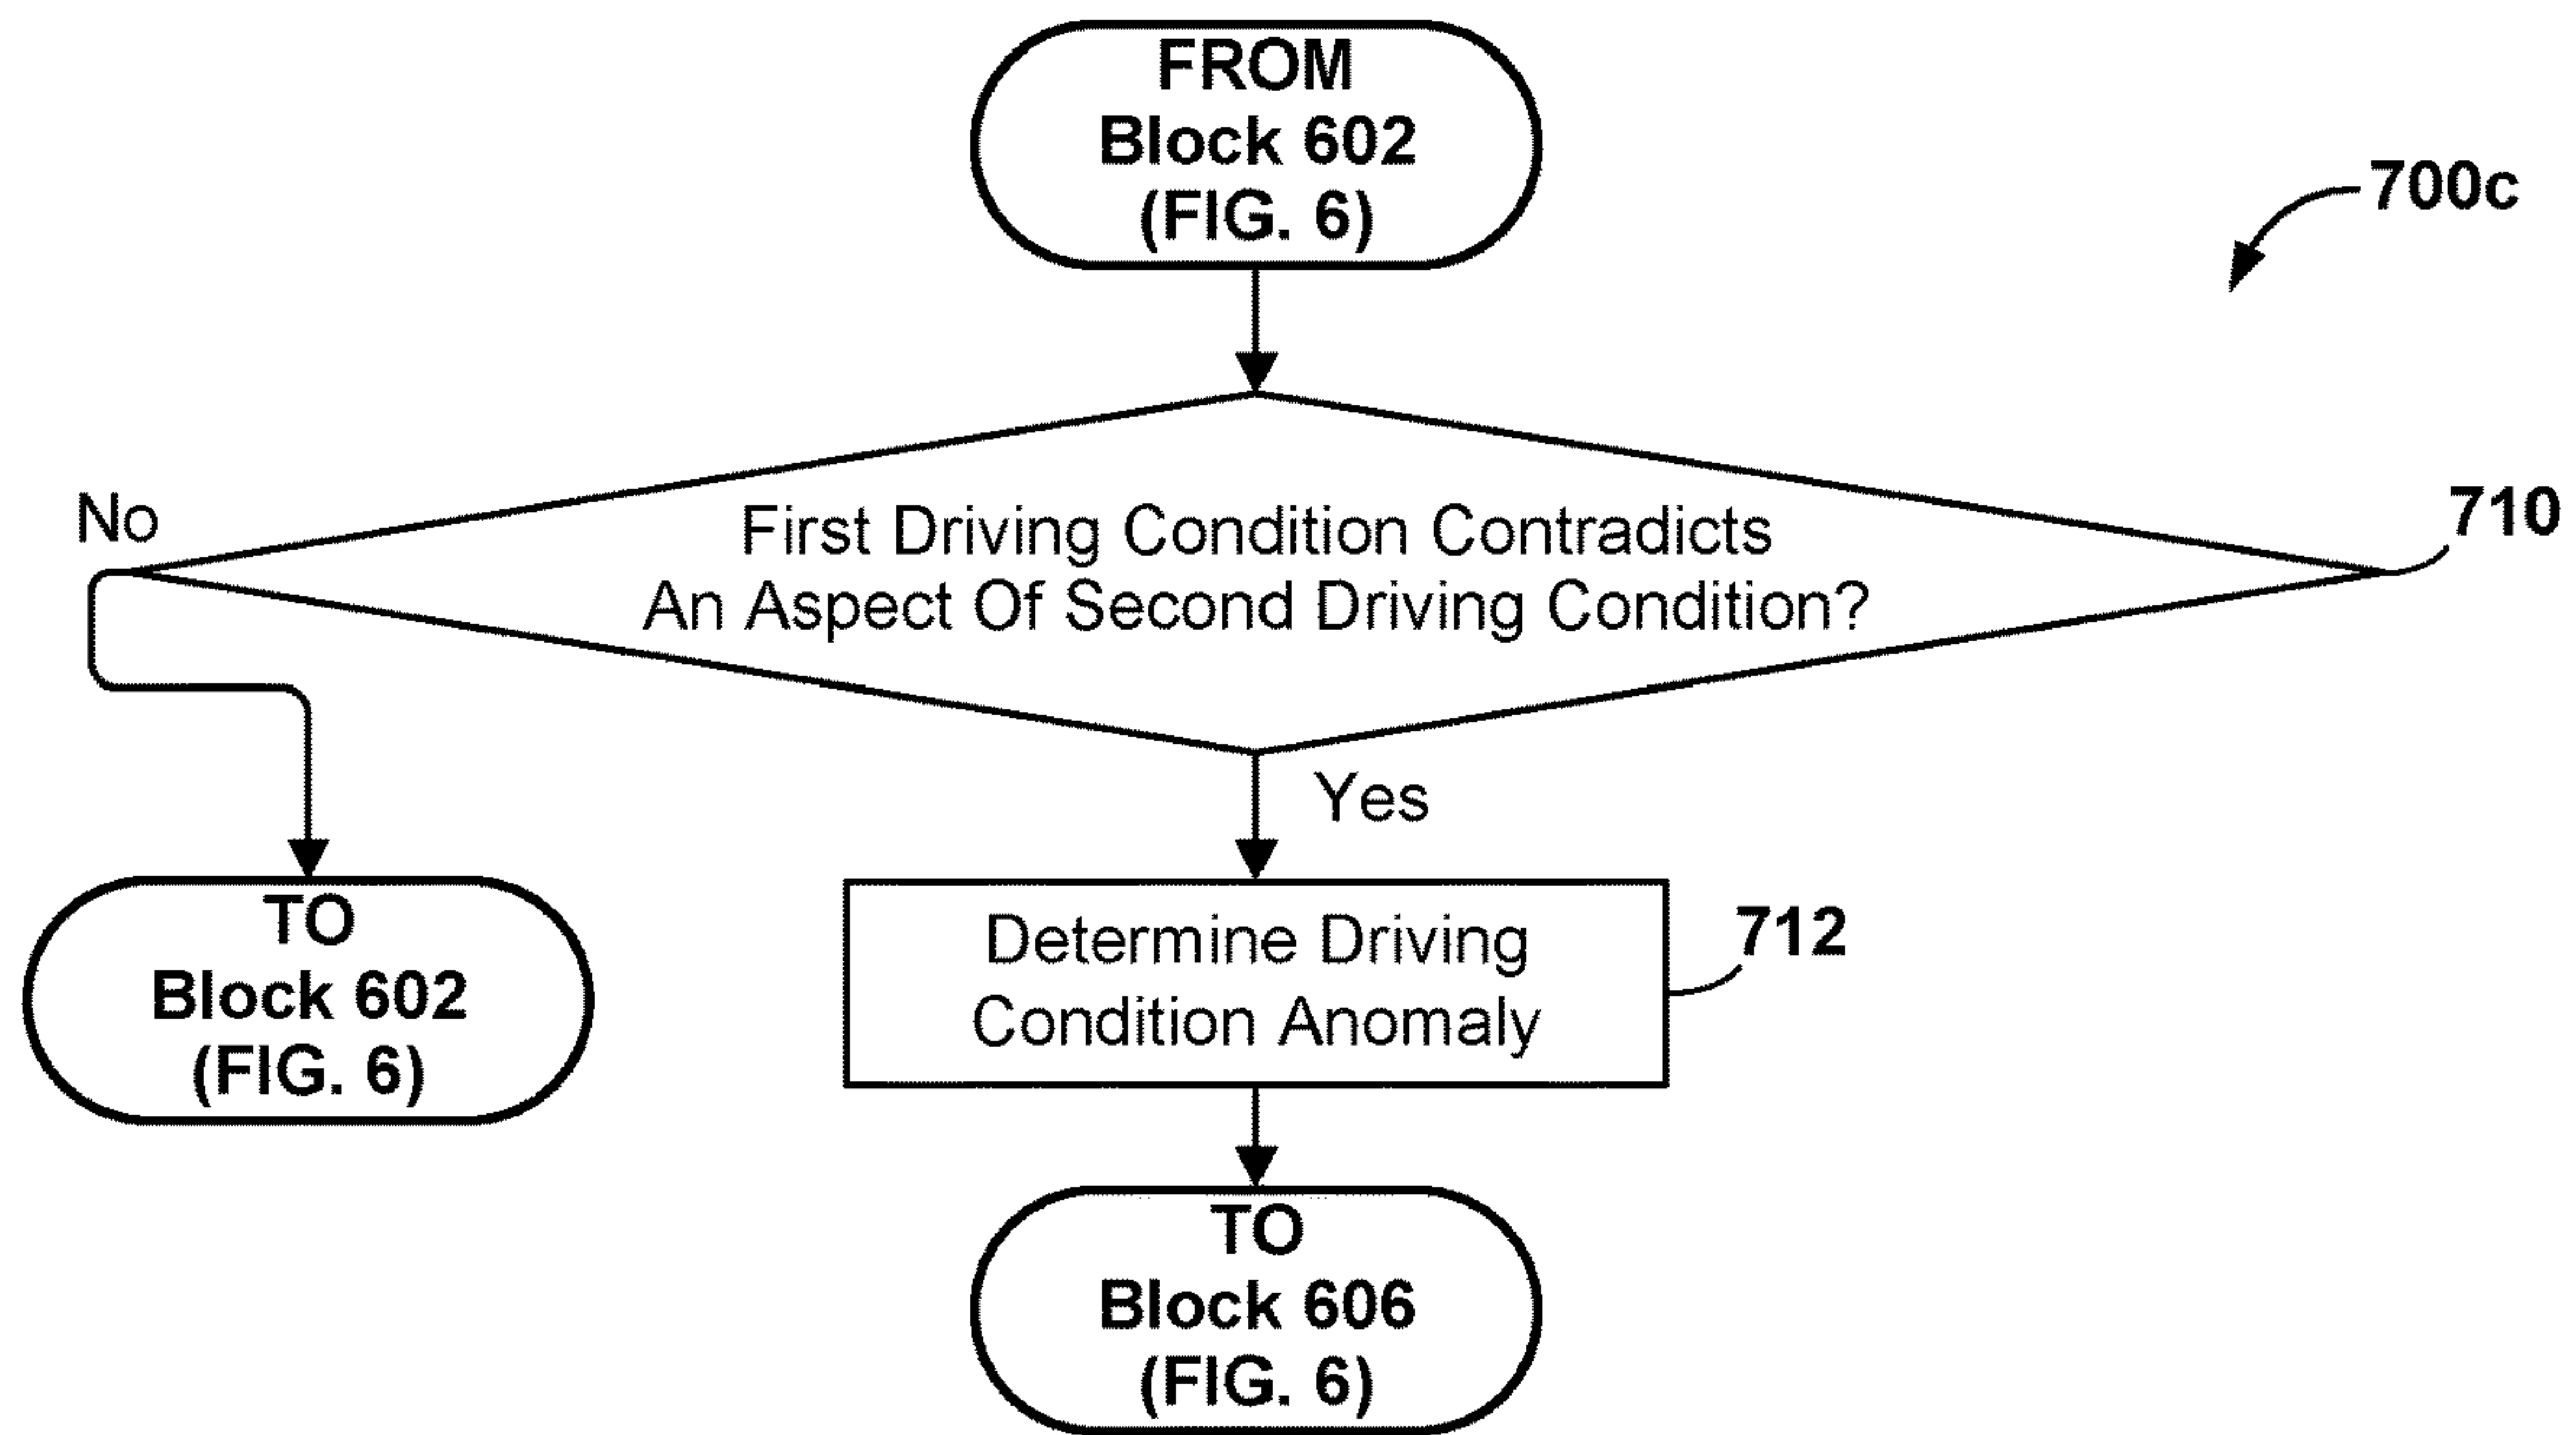 FROM
Block 602
(FIG. 6)
700c
No
First Driving Condition Contradicts
An Aspect Of Second Driving Condition?
710
Yes
TO
Block 602
(FIG. 6)
Determine Driving
Condition Anomaly
712
TO
Block 606
(FIG. 6)